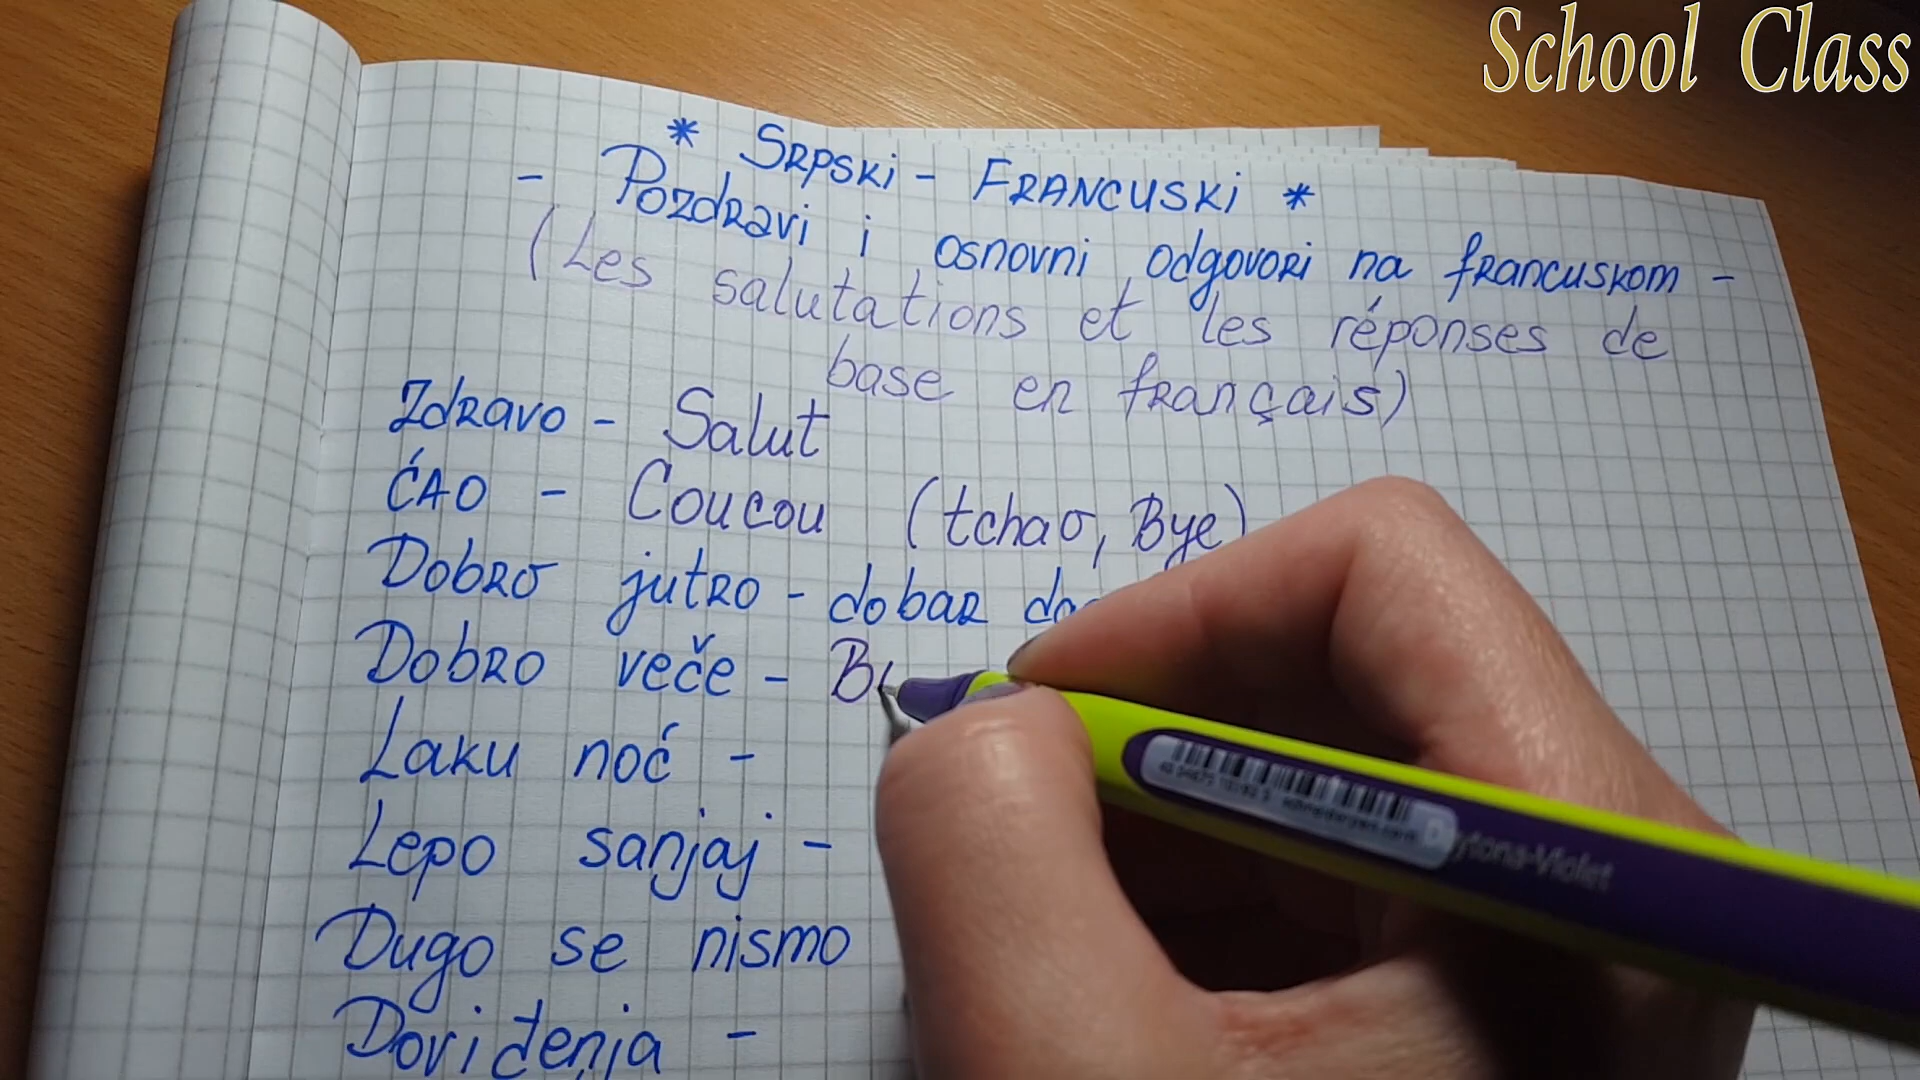 School Class
* SRPSKi - FRANCUSKi *
- Pozdravi i osnovni odgovori na francuskom -
(Les salutations et les réponses de
base en français)
Zdravo - Salut
ĆAO - Coucou (tchao, Bye)
Dobro jutro - dobar
Dobro veče -
Laku noć -
Lepo sanjaj -
Dugo se nismo
Doviđenja -